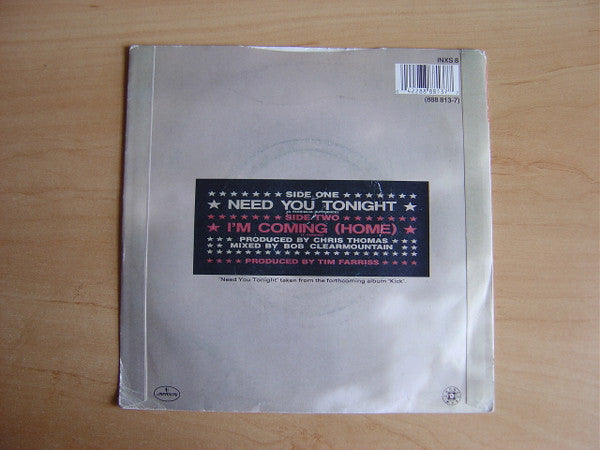 INXS 8
(888 813-7)
SIDE ONE
NEED YOU TONIGHT
SIDE TWO
I'M COMING (HOME)
PRODUCED BY CHRIS THOMAS
MIXED BY BOB CLEARMOUNTAIN
PRODUCED BY TIM FARRISS
'Need You Tonight' taken from the forthcoming album 'Kick'.